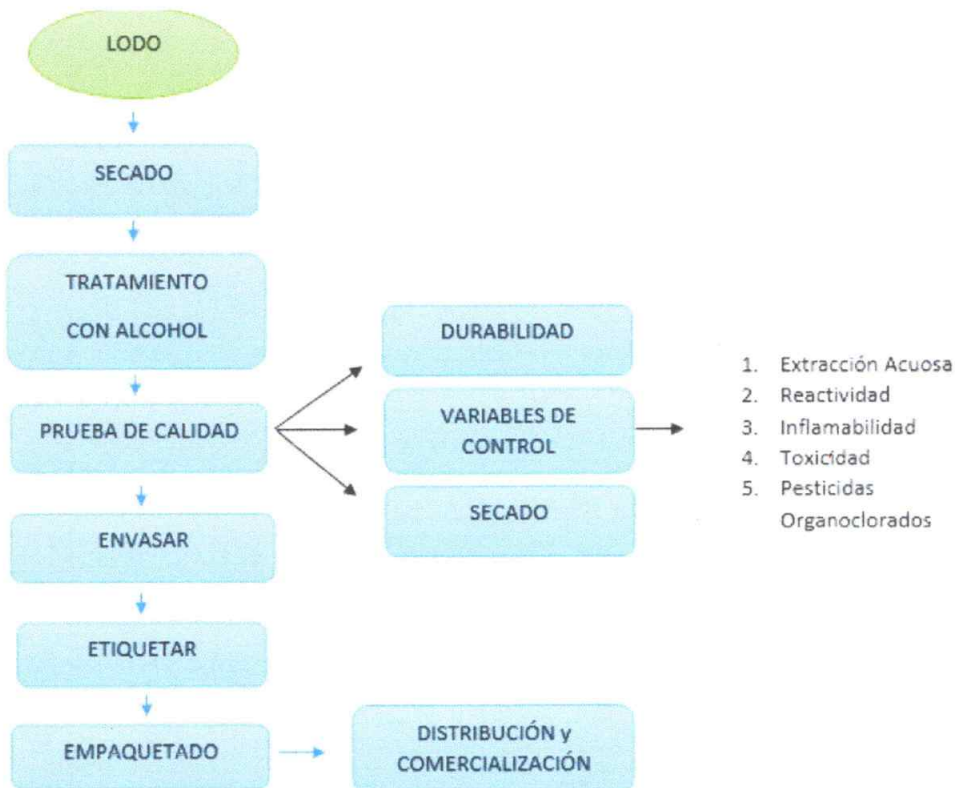 LODO
SECADO
TRATAMIENTO
CON ALCOHOL
PRUEBA DE CALIDAD
ENVASAR
ETIQUETAR
EMPAQUETADO
DURABILIDAD
VARIABLES DE
CONTROL
SECADO
1. Extracción Acuosa
2. Reactividad
3. Inflamabilidad
4. Toxicidad
5. Pesticidas
Organoclorados
DISTRIBUCIÓN y
COMERCIALIZACIÓN